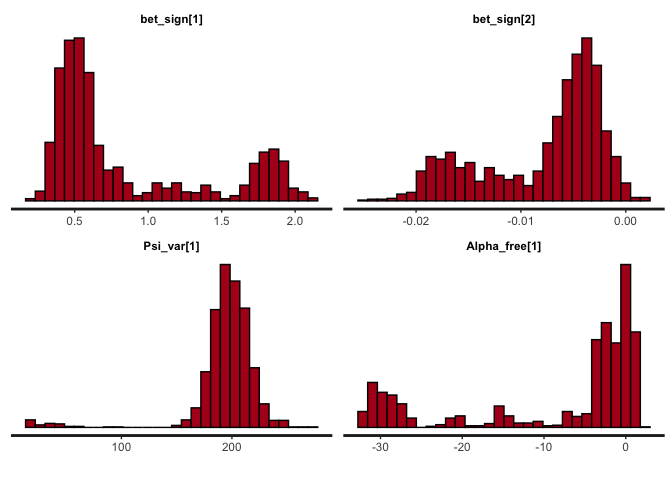 bet_sign[1] bet_sign[2]
0.5 1.0 1.5 2.0 -0.02 -0.01 0.00
Psi_var[1] Alpha_free[1]
100 200 -30 -20 -10 0